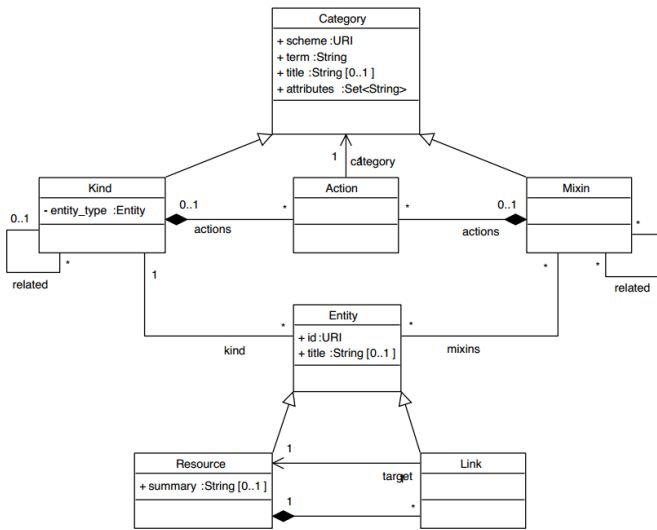 Category
+ scheme :URI
+ term :String
+ title :String [0..1 ]
+ attributes :Set<String>
1 1
category
Kind
- entity_type :Entity
Action
Mixin
0..1
0..1
*
actions
*
0..1
actions
*
*
related
*
related
1
*
kind
*
*
mixins
Entity
+ id :URI
+ title :String [0..1 ]
Resource
+ summary :String [0..1 ]
Link
1
target
1
1
*